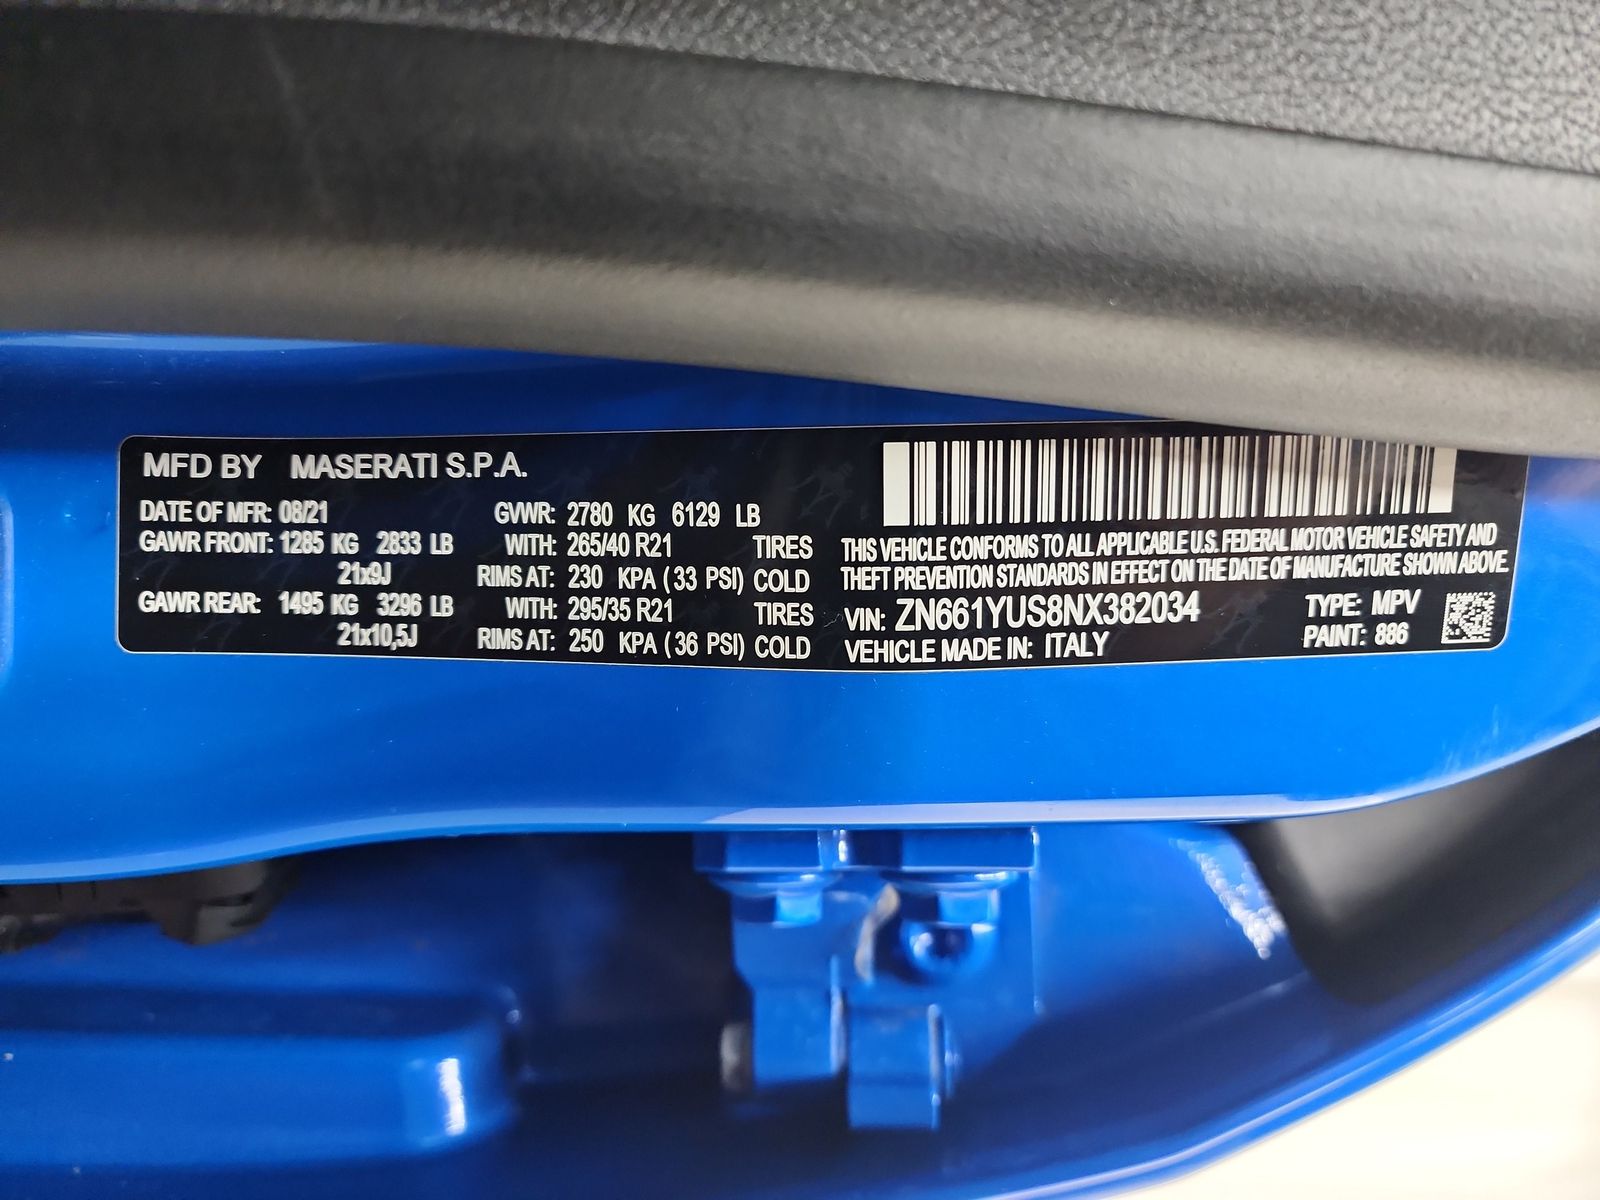 MFD BY MASERATI S.P.A.
DATE OF MFR: 08/21 GVWR: 2780 KG 6129 LB
GAWR FRONT: 1285 KG 2833 LB WITH: 265/40 R21 TIRES
21x9J RIMS AT: 230 KPA ( 33 PSI) COLD
GAWR REAR: 1495 KG 3296 LB WITH: 295/35 R21 TIRES
21x10,5J RIMS AT: 250 KPA ( 36 PSI) COLD
THIS VEHICLE CONFORMS TO ALL APPLICABLE U.S. FEDERAL MOTOR VEHICLE SAFETY AND
THEFT PREVENTION STANDARDS IN EFFECT ON THE DATE OF MANUFACTURE SHOWN ABOVE.
VIN: ZN661YUS8NX382034 TYPE: MPV
VEHICLE MADE IN: ITALY PAINT: 886